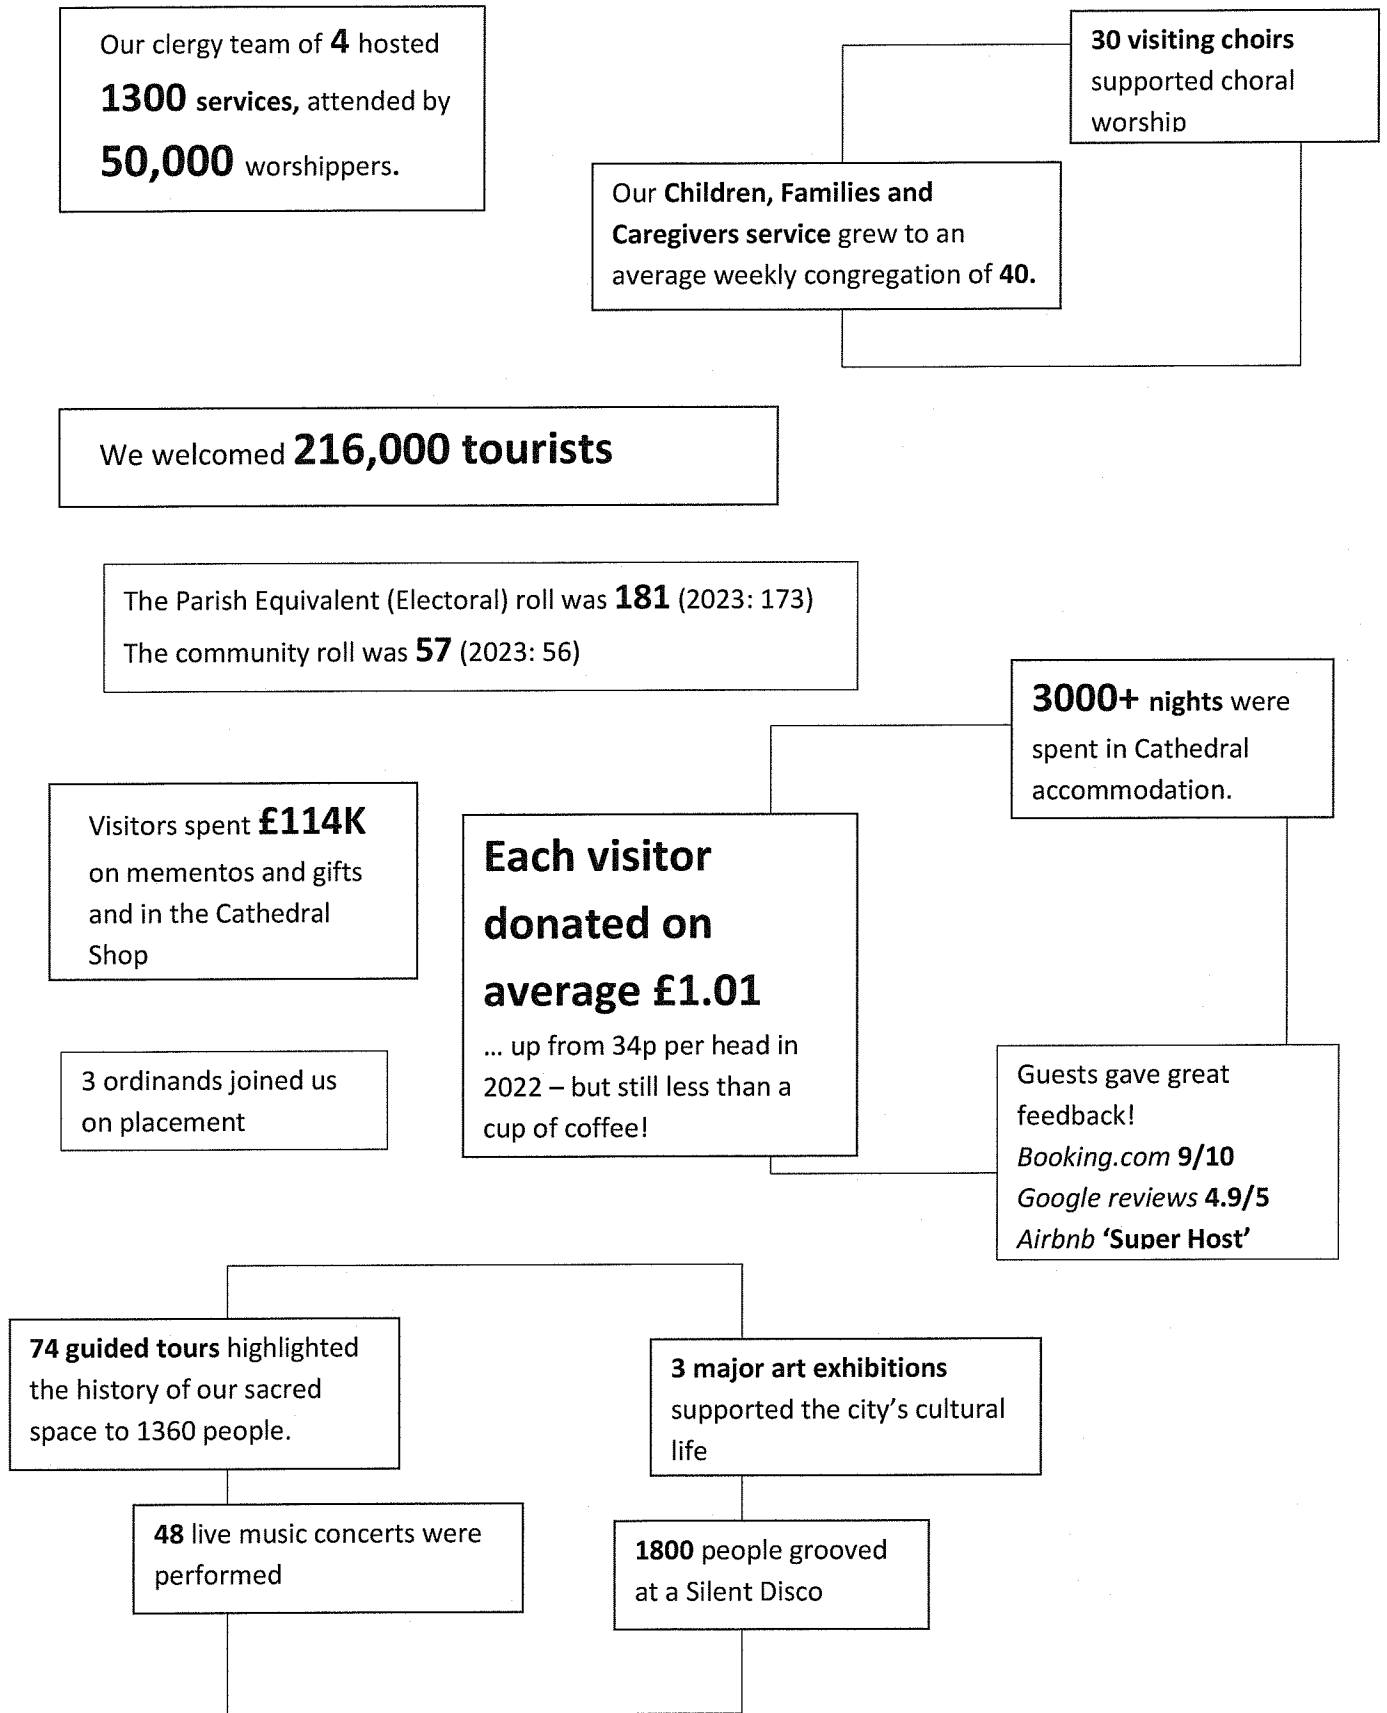 Our clergy team of 4 hosted
1300 services, attended by
50,000 worshippers.
30 visiting choirs
supported choral
worship
Our Children, Families and
Caregivers service grew to an
average weekly congregation of 40.
We welcomed 216,000 tourists
The Parish Equivalent (Electoral) roll was 181 (2023: 173)
The community roll was 57 (2023: 56)
3000+ nights were
spent in Cathedral
accommodation.
Visitors spent £114K
on mementos and gifts
and in the Cathedral
Shop
Each visitor
donated on
average £1.01
... up from 34p per head in
2022 – but still less than a
cup of coffee!
3 ordinands joined us
on placement
Guests gave great
feedback!
Booking.com 9/10
Google reviews 4.9/5
Airbnb ‘Super Host’
74 guided tours highlighted
the history of our sacred
space to 1360 people.
3 major art exhibitions
supported the city’s cultural
life
48 live music concerts were
performed
1800 people grooved
at a Silent Disco